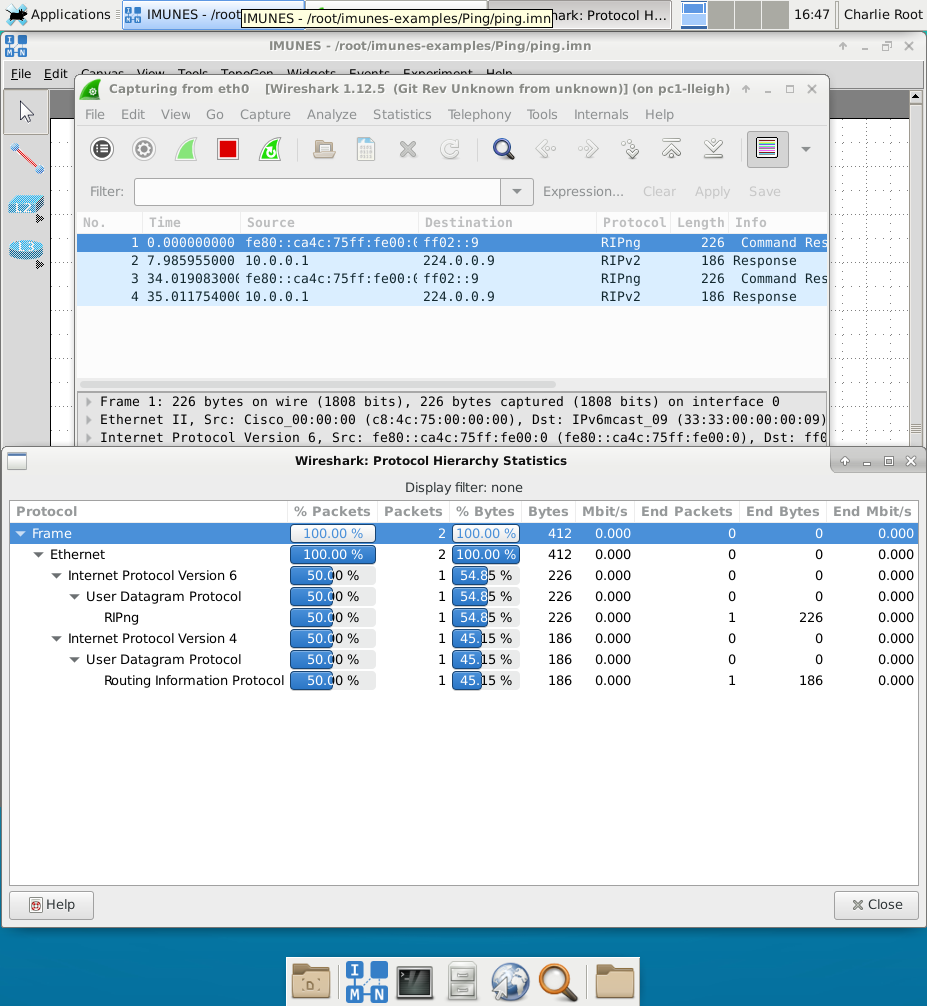 Applications IMUNES - /root IMUNES - /root/imunes-examples/Ping/ping.imn hark: Protocol H... 16:47 Charlie Root
IMUNES - /root/imunes-examples/Ping/ping.imn
File Edit Canvas View Tools TopoGen Widgets Events Experiment Help
Capturing from eth0 [Wireshark 1.12.5 (Git Rev Unknown from unknown)] (on pc1-lleigh)
File Edit View Go Capture Analyze Statistics Telephony Tools Internals Help
Filter: Expression... Clear Apply Save
No. Time Source Destination Protocol Length Info
1 0.000000000 fe80::ca4c:75ff:fe00:0 ff02::9 RIPng 226 Command Res
2 7.985955000 10.0.0.1 224.0.0.9 RIPv2 186 Response
3 34.019083000 fe80::ca4c:75ff:fe00:0 ff02::9 RIPng 226 Command Res
4 35.011754000 10.0.0.1 224.0.0.9 RIPv2 186 Response
Frame 1: 226 bytes on wire (1808 bits), 226 bytes captured (1808 bits) on interface 0
Ethernet II, Src: Cisco_00:00:00 (c8:4c:75:00:00:00), Dst: IPv6mcast_09 (33:33:00:00:00:09)
Internet Protocol Version 6, Src: fe80::ca4c:75ff:fe00:0 (fe80::ca4c:75ff:fe00:0), Dst: ff0
Wireshark: Protocol Hierarchy Statistics
Display filter: none
Protocol % Packets Packets % Bytes Bytes Mbit/s End Packets End Bytes End Mbit/s
Frame 100.00 % 2 100.00 % 412 0.000 0 0 0.000
Ethernet 100.00 % 2 100.00 % 412 0.000 0 0 0.000
Internet Protocol Version 6 50.00 % 1 54.85 % 226 0.000 0 0 0.000
User Datagram Protocol 50.00 % 1 54.85 % 226 0.000 0 0 0.000
RIPng 50.00 % 1 54.85 % 226 0.000 1 226 0.000
Internet Protocol Version 4 50.00 % 1 45.15 % 186 0.000 0 0 0.000
User Datagram Protocol 50.00 % 1 45.15 % 186 0.000 0 0 0.000
Routing Information Protocol 50.00 % 1 45.15 % 186 0.000 1 186 0.000
Help Close
I M U N